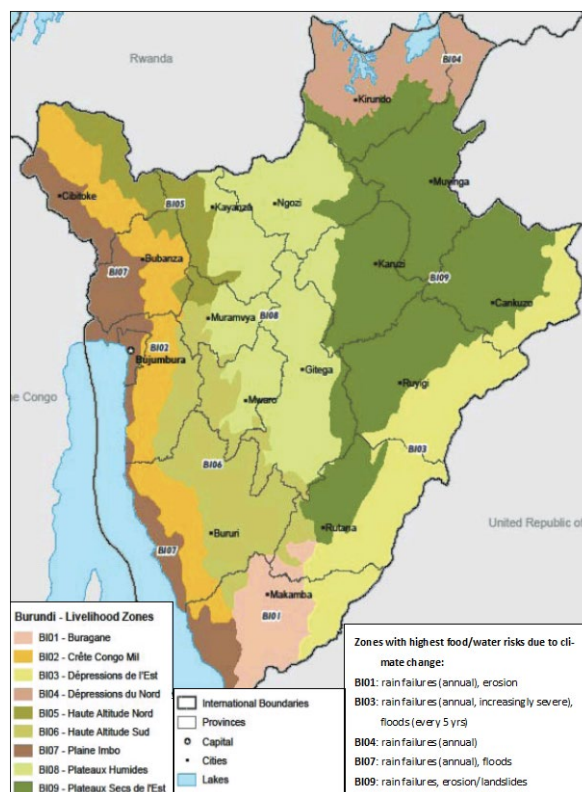 Rwanda
BI04
Kirundo
Muyinga
Cibitoke
BI05
Kayanza
Ngozi
BI07
Bubanza
Karuzi
BI09
Cankuzo
Muramvya
BI08
BI02
Bujumbura
Gitega
Ruyigi
Mwaro
BI03
BI06
BI07
Bururi
Rutana
Makamba
BI01
e Congo
United Republic of
Burundi - Livelihood Zones
BI01 - Buragane
BI02 - Crête Congo Mil
BI03 - Dépressions de l'Est
BI04 - Dépressions du Nord
BI05 - Haute Altitude Nord
BI06 - Haute Altitude Sud
BI07 - Plaine Imbo
BI08 - Plateaux Humides
BI09 - Plateaux Secs de l'Est
International Boundaries
Provinces
Capital
Cities
Lakes
Zones with highest food/water risks due to cli-
mate change:
BI01: rain failures (annual), erosion
BI03: rain failures (annual, increasingly severe),
floods (every 5 yrs)
BI04: rain failures (annual)
BI07: rain failures (annual), floods
BI09: rain failures, erosion/landslides